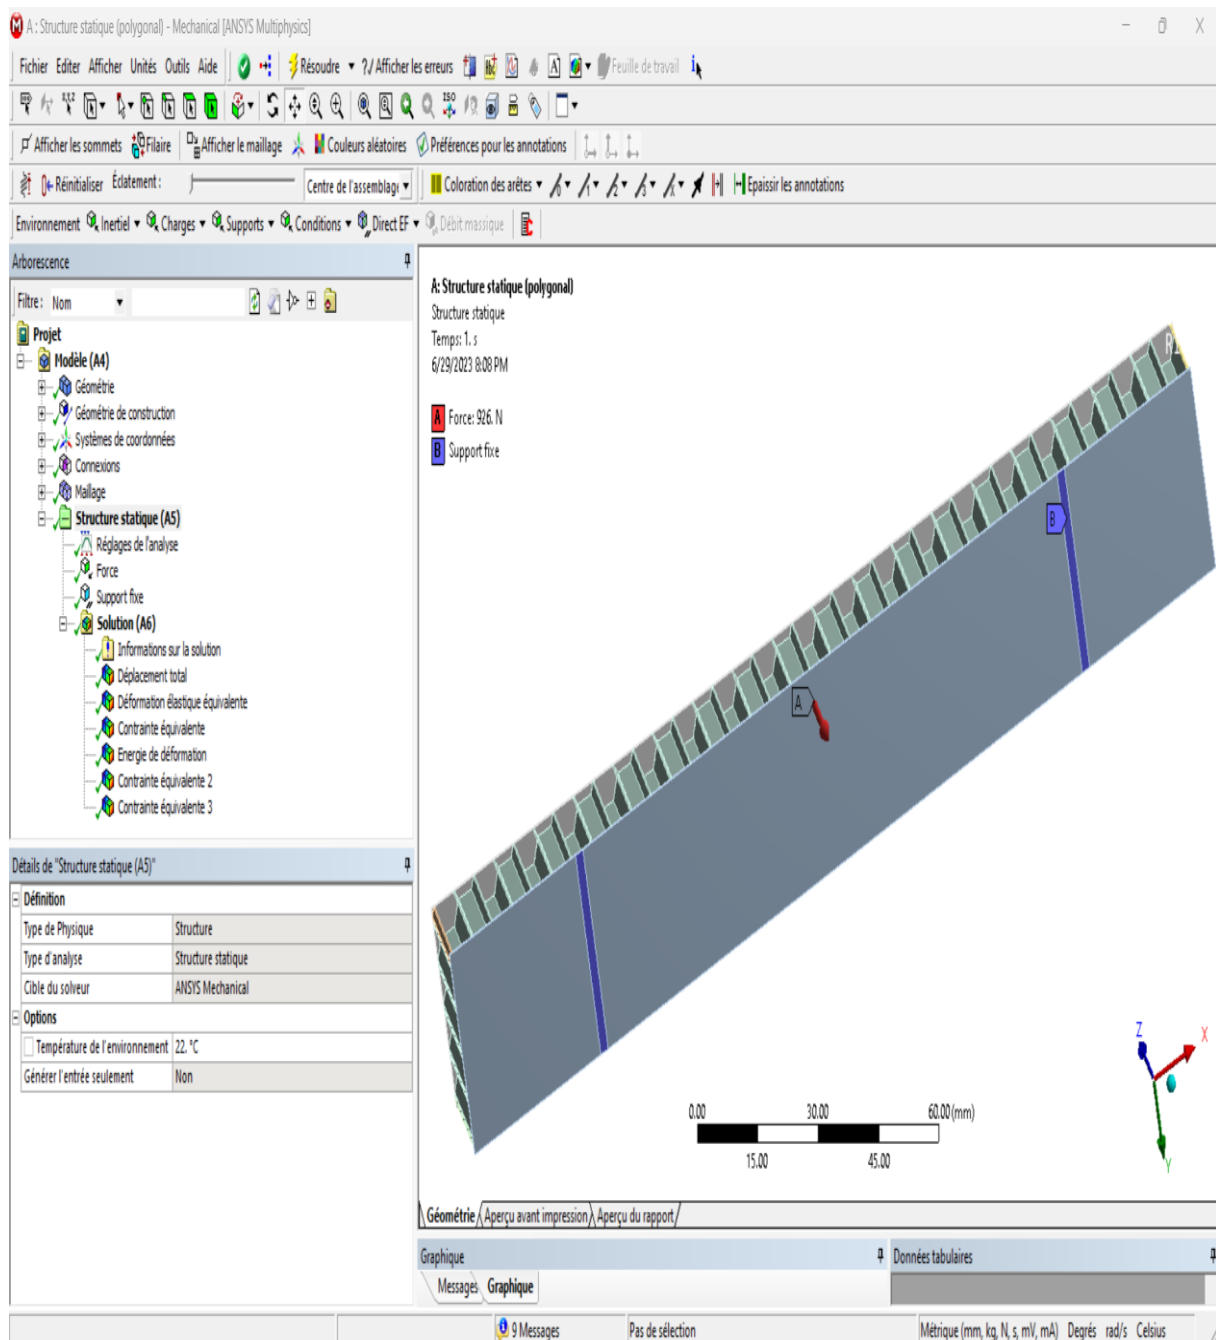 A : Structure statique (polygonal) - Mechanical [ANSYS Multiphysics]
Fichier Editer Afficher Unités Outils Aide Résoudre ?✓ Afficher les erreurs A Feuille de travail
ISO
Afficher les sommets Filaire Afficher le maillage Couleurs aléatoires Préférences pour les annotations
Réinitialiser Éclatement : Centre de l'assemblage Coloration des arêtes Epaissir les annotations
Environnement Inertiel Charges Supports Conditions Direct EF Débit massique
Arborescence
Filtre : Nom
Projet
Modèle (A4)
Géométrie
Géométrie de construction
Systèmes de coordonnées
Connexions
Maillage
Structure statique (A5)
Réglages de l'analyse
Force
Support fixe
Solution (A6)
Informations sur la solution
Déplacement total
Déformation élastique équivalente
Contrainte équivalente
Energie de déformation
Contrainte équivalente 2
Contrainte équivalente 3
Détails de "Structure statique (A5)"
Définition
Type de Physique Structure
Type d'analyse Structure statique
Cible du solveur ANSYS Mechanical
Options
Température de l'environnement 22. °C
Générer l'entrée seulement Non
A: Structure statique (polygonal)
Structure statique
Temps: 1. s
6/29/2023 8:08 PM
A Force: 926. N
B Support fixe
B
A
Z
X
Y
0.00 30.00 60.00 (mm)
15.00 45.00
Géométrie Aperçu avant impression Aperçu du rapport
Graphique
Messages Graphique
Données tabulaires
9 Messages Pas de sélection Métrique (mm, kg, N, s, mV, mA) Degrés rad/s Celsius